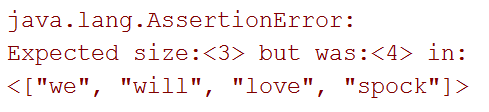 java.lang.AssertionError:
Expected size:<3> but was:<4> in:
<["we", "will", "love", "spock"]>